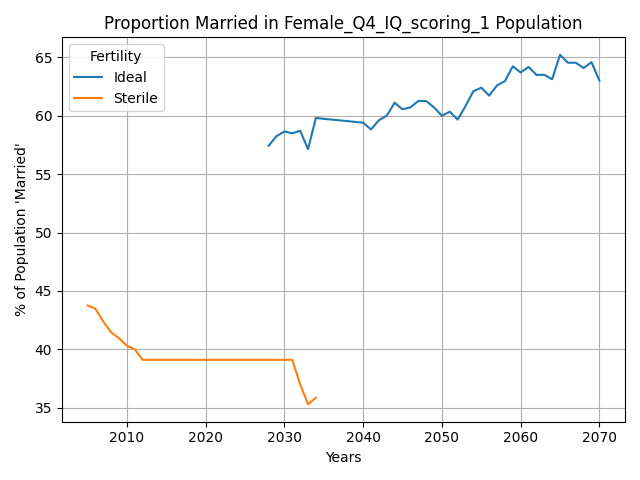 Proportion Married in Female_Q4_IQ_scoring_1 Population
Fertility
Ideal
Sterile
% of Population 'Married'
65
60
55
50
45
40
35
2010
2020
2030
2040
2050
2060
2070
Years